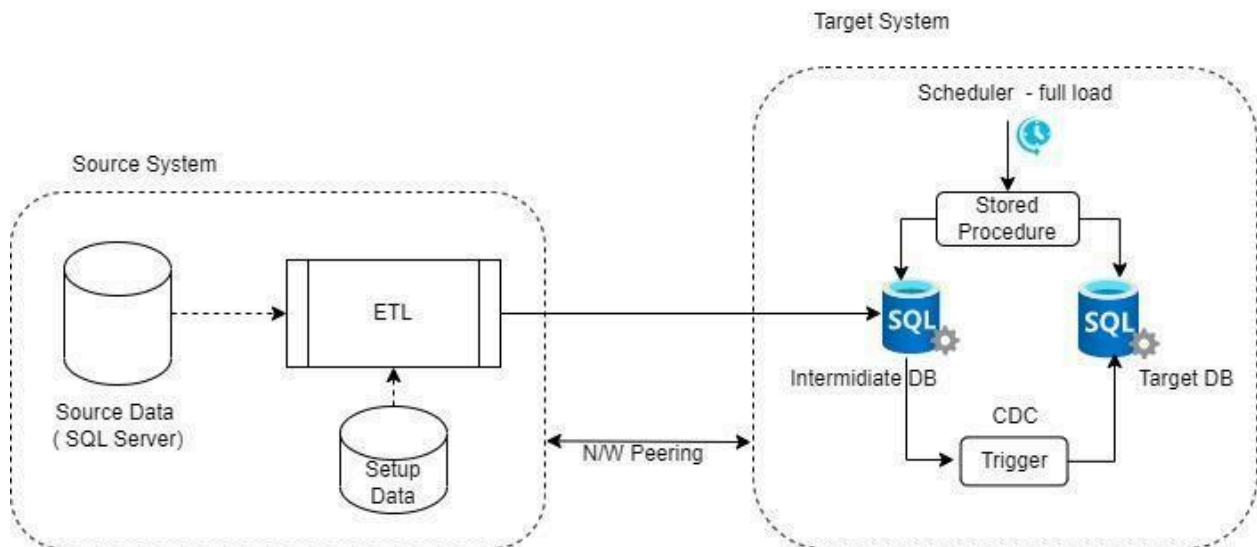 Target System
Scheduler - full load
Source System
Stored
Procedure
ETL
SQL
SQL
Intermidiate DB
Target DB
Source Data
( SQL Server)
CDC
N/W Peering
Setup
Data
Trigger